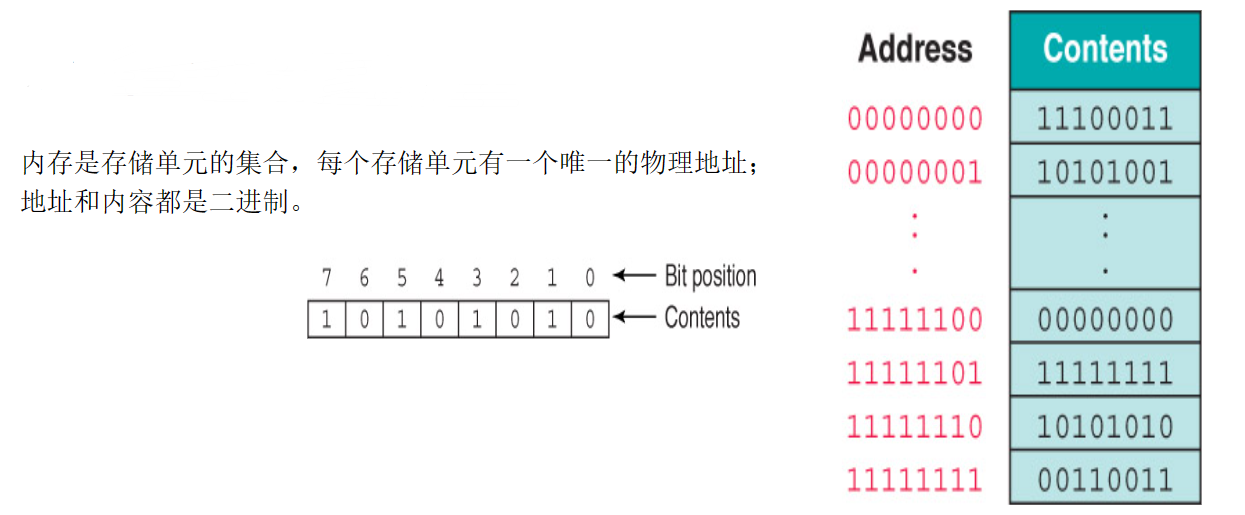 内存是存储单元的集合，每个存储单元有一个唯一的物理地址；
地址和内容都是二进制。
7 6 5 4 3 2 1 0 Bit position
1 0 1 0 1 0 1 0 Contents
Address Contents
00000000 11100011
00000001 10101001
11111100 00000000
11111101 11111111
11111110 10101010
11111111 00110011